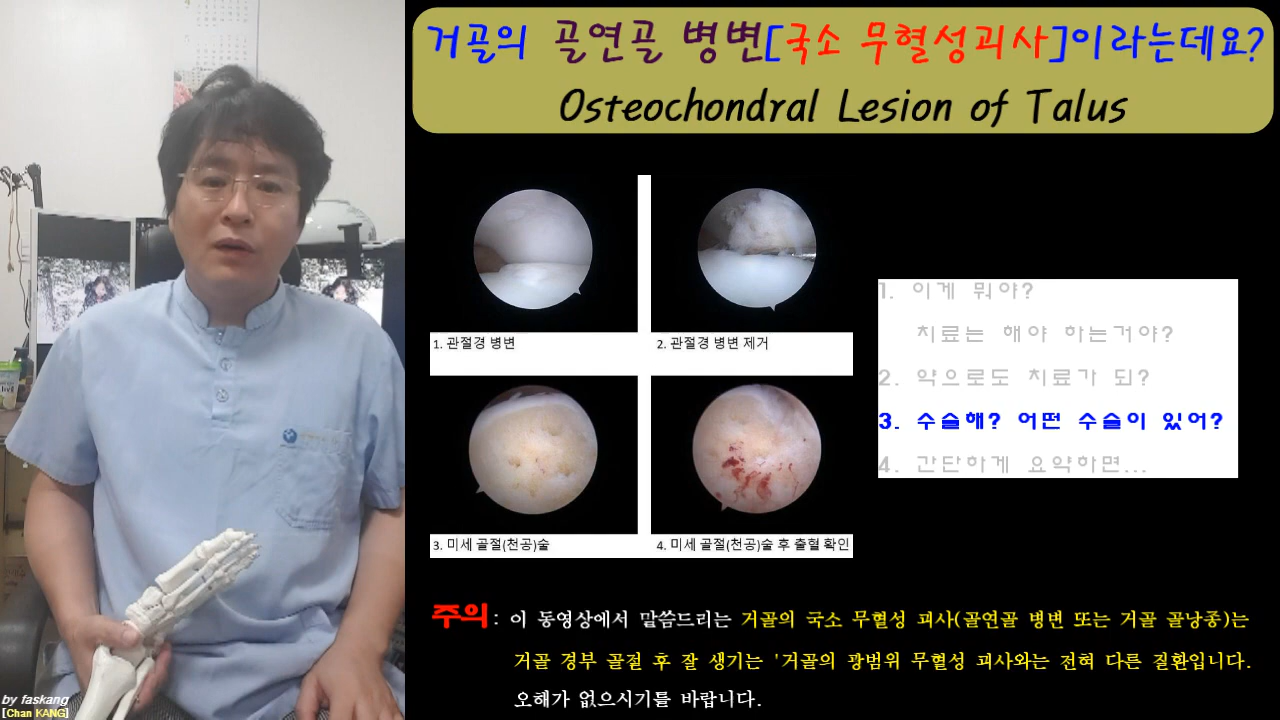 거골의 골연골 병변[국소 무혈성괴사]이라는데요?
Osteochondral Lesion of Talus
1. 관절경 병변
2. 관절경 병변 제거
3. 미세 골절(천공)술
4. 미세 골절(천공)술 후 출혈 확인
1. 이게 뭐야?
치료는 해야 하는거야?
2. 약으로도 치료가 되?
3. 수술해? 어떤 수술이 있어?
4. 간단하게 요약하면...
주의: 이 동영상에서 말씀드리는 거골의 국소 무혈성 괴사(골연골 병변 또는 거골 골낭종)는
거골 경부 골절 후 잘 생기는 '거골의 광범위 무혈성 괴사와는 전혀 다른 질환입니다.
오해가 없으시기를 바랍니다.
by faskang
[Chan KANG]